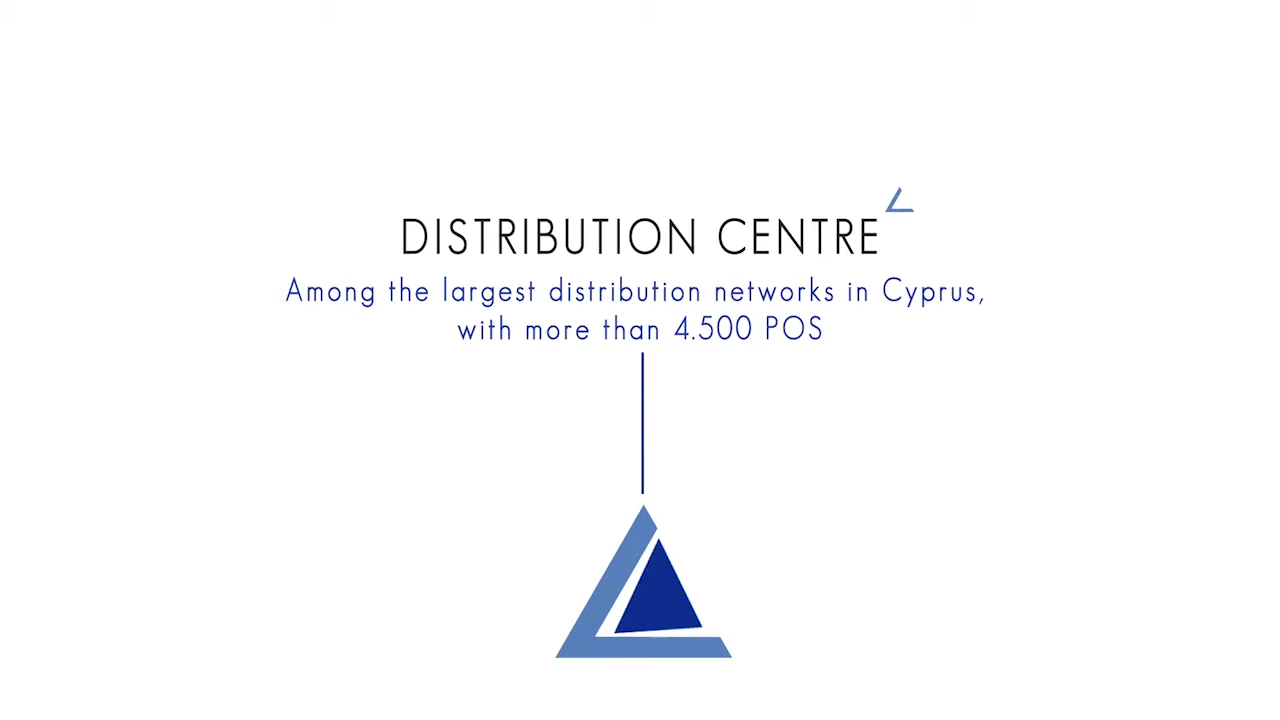 DISTRIBUTION CENTRE
Among the largest distribution networks in Cyprus,
with more than 4.500 POS